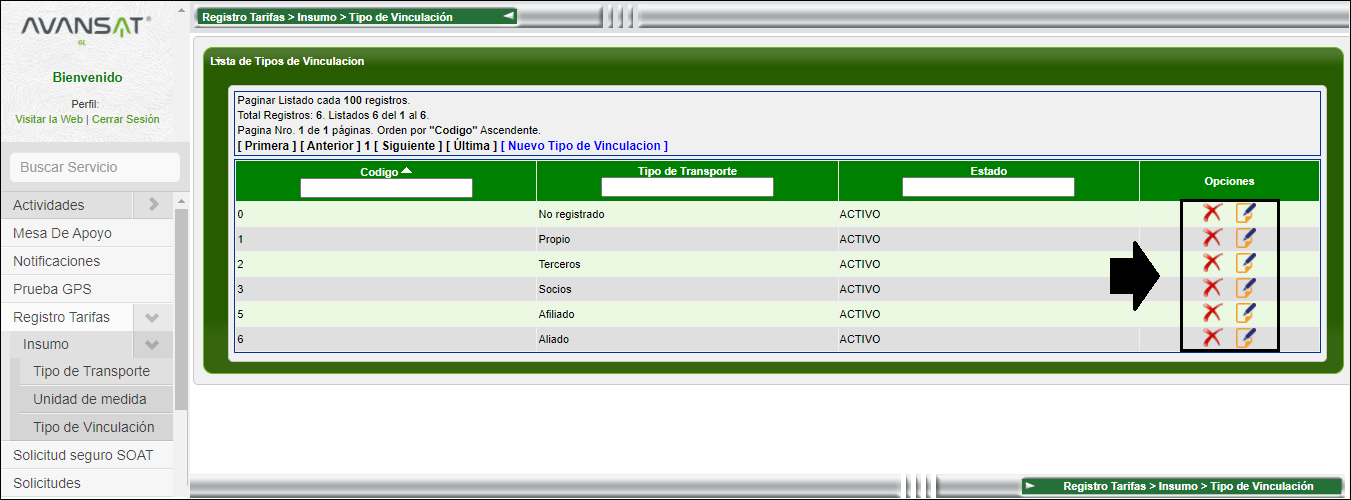 AVANSAT®
GL
Bienvenido
Perfil:
Visitar la Web | Cerrar Sesión
Buscar Servicio
Actividades
Mesa De Apoyo
Notificaciones
Prueba GPS
Registro Tarifas
Insumo
Tipo de Transporte
Unidad de medida
Tipo de Vinculación
Solicitud seguro SOAT
Solicitudes
Registro Tarifas > Insumo > Tipo de Vinculación
Lista de Tipos de Vinculacion
Paginar Listado cada 100 registros.
Total Registros: 6. Listados 6 del 1 al 6.
Pagina Nro. 1 de 1 páginas. Orden por "Codigo" Ascendente.
[ Primera ] [ Anterior ] 1 [ Siguiente ] [ Última ] [ Nuevo Tipo de Vinculacion ]
Codigo Tipo de Transporte Estado Opciones
0 No registrado ACTIVO
1 Propio ACTIVO
2 Terceros ACTIVO
3 Socios ACTIVO
5 Afiliado ACTIVO
6 Aliado ACTIVO
Registro Tarifas > Insumo > Tipo de Vinculación